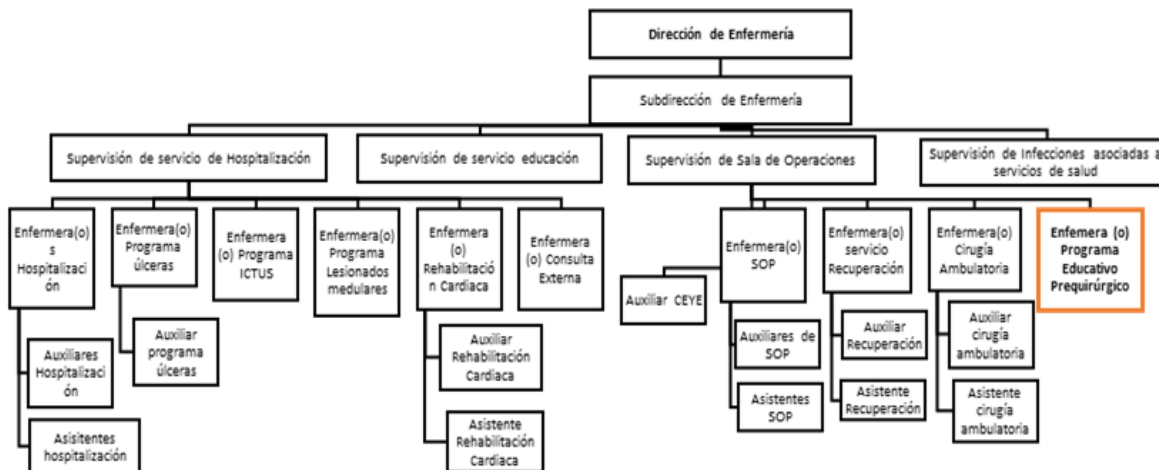 Dirección de Enfermería
Subdirección de Enfermería
Supervisión de servicio de Hospitalización
Supervisión de servicio educación
Supervisión de Sala de Operaciones
Supervisión de Infecciones asociadas a
servicios de salud
Enfermera(o)
s
Hospitalizaci
ón
Enfermera(o)
Programa
úlceras
Enfermera
(o) Programa
ICTUS
Enfermera(o)
Programa
Lesionados
medulares
Enfermera
(o)
Rehabilitació
n Cardiaca
Enfermera
(o) Consulta
Externa
Enfermera(o)
SOP
Enfermera(o)
servicio
Recuperación
Enfermera(o)
Cirugía
Ambulatoria
Enfemera (o)
Programa
Educativo
Prequirúrgico
Auxiliar CEYE
Auxiliares
Hospitalizaci
ón
Auxiliar
programa
úlceras
Auxiliar
Rehabilitación
Cardiaca
Auxiliares de
SOP
Auxiliar
Recuperación
Auxiliar
cirugía
ambulatoria
Asisitentes
hospitalización
Asistente
Rehabilitación
Cardiaca
Asistentes
SOP
Asistente
Recuperación
Asistente
cirugía
ambulatoria